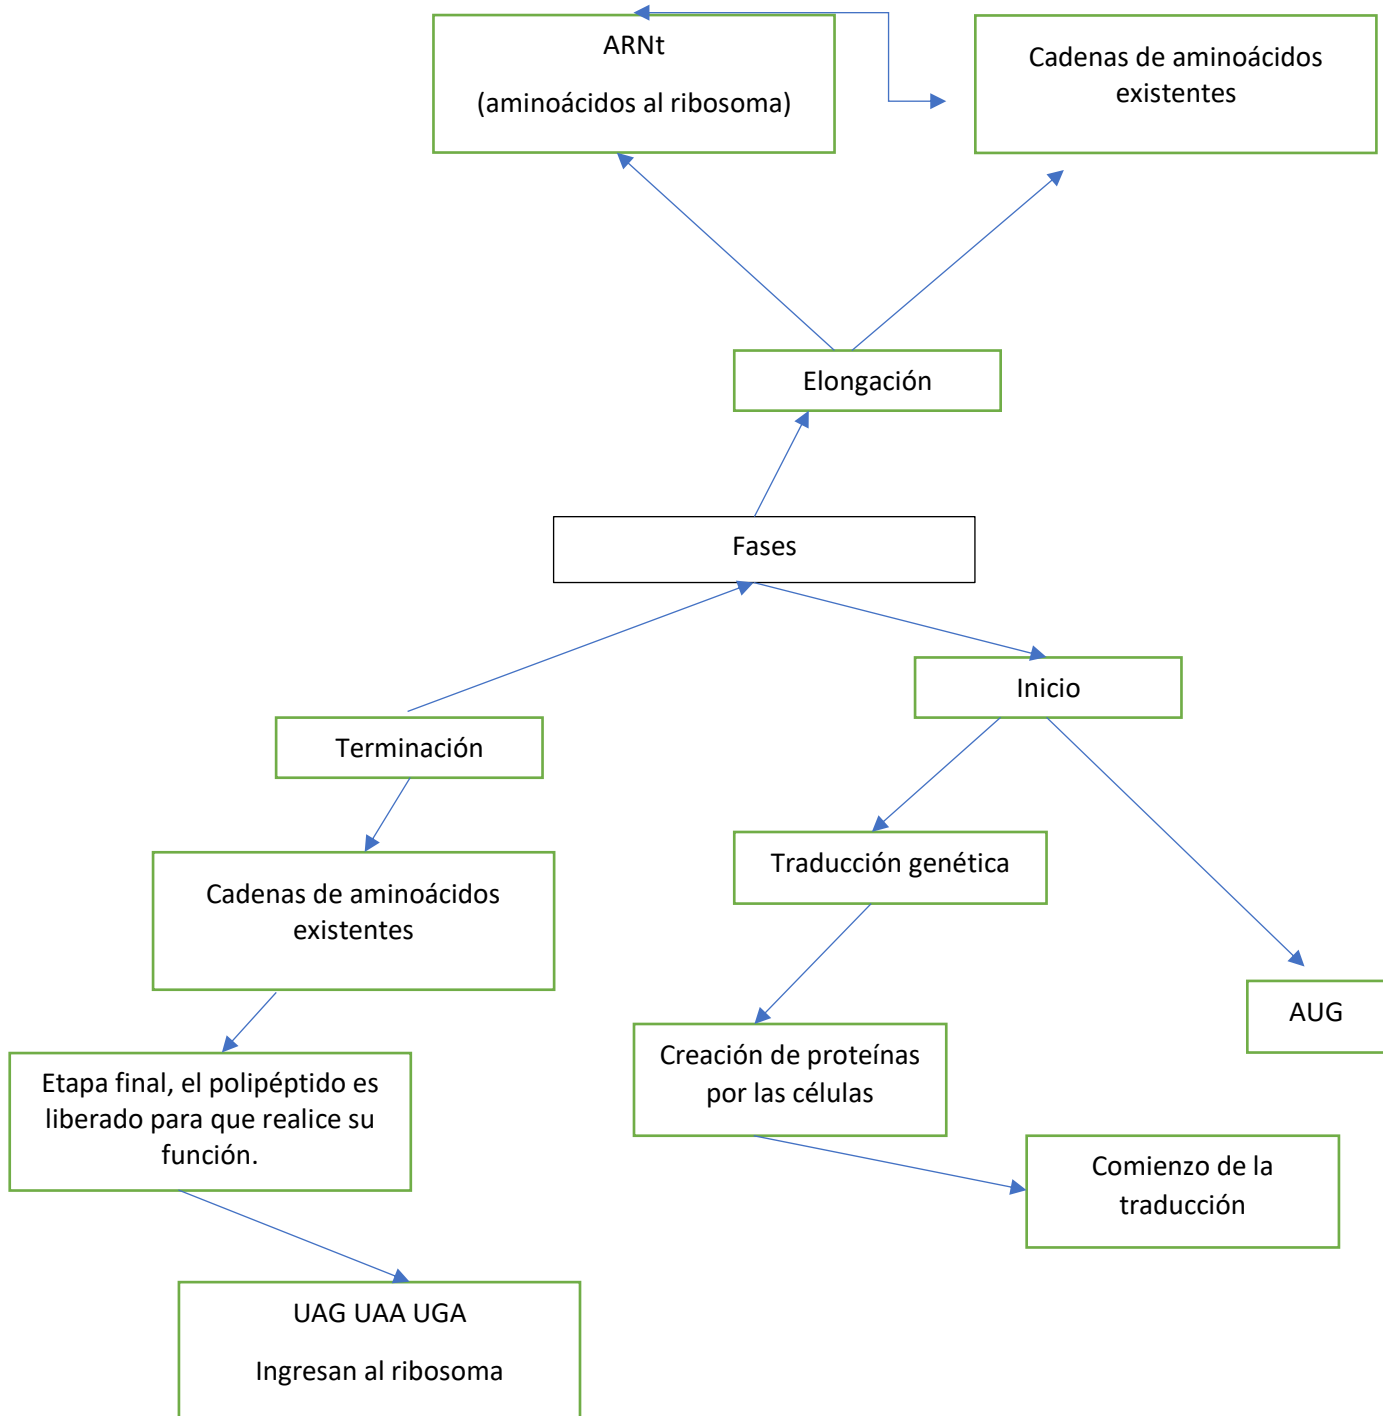 ARNt
(aminoácidos al ribosoma)
Cadenas de aminoácidos
existentes
Elongación
Fases
Inicio
Terminación
Traducción genética
Cadenas de aminoácidos
existentes
AUG
Creación de proteínas
por las células
Etapa final, el polipéptido es
liberado para que realice su
función.
Comienzo de la
traducción
UAG UAA UGA
Ingresan al ribosoma